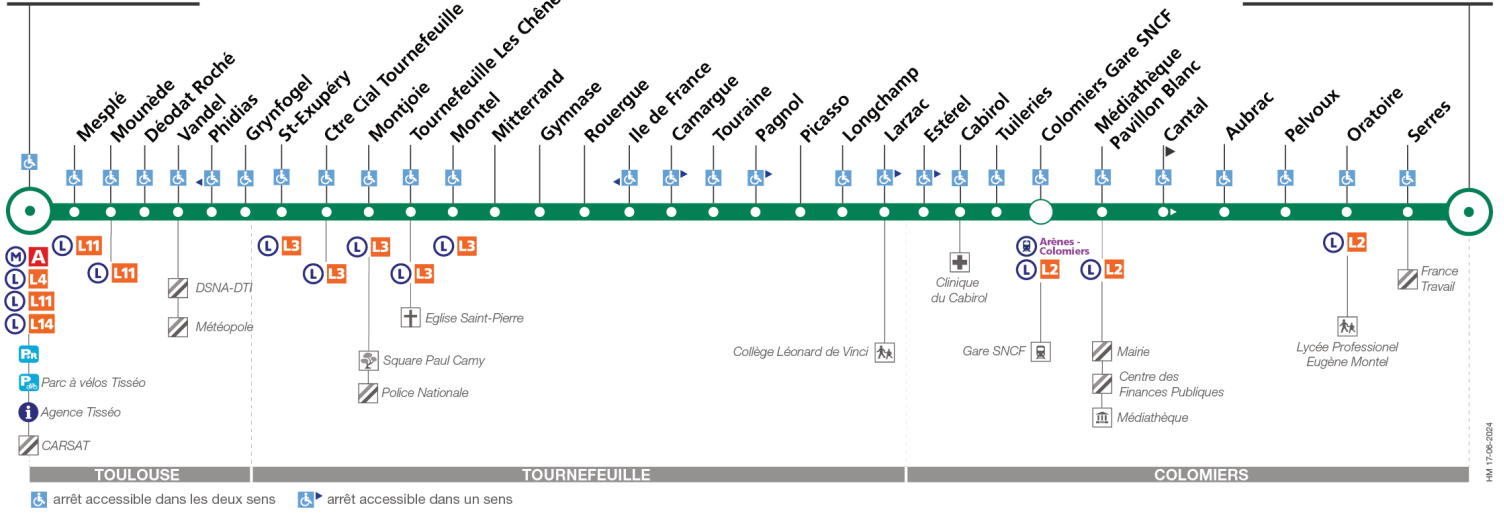 Mesplé
Mounède
Déodat Roché
Vandel
Phidias
Grynfogel
St-Exupéry
Ctre Cial Tournefeuille
Montjoie
Tournefeuille Les Chêne
Montel
Mitterrand
Gymnase
Rouergue
Ile de France
Camargue
Touraine
Pagnol
Picasso
Longchamp
Larzac
Estérel
Cabirol
Tuileries
Colomiers Gare SNCF
Médiathèque
Pavillon Blanc
Cantal
Aubrac
Pelvoux
Oratoire
Serres
M A
L L4
L L11
L L14
P+R
P
Parc à vélos Tisséo
i Agence Tisséo
CARSAT
L L11
L L11
DSNA-DTI
Météopole
L L3
L L3
L L3
Square Paul Camy
Police Nationale
L L3
Eglise Saint-Pierre
L L3
Collège Léonard de Vinci
Clinique
du Cabirol
Arènes -
Colomiers
L L2
Gare SNCF
L L2
Mairie
Centre des
Finances Publiques
Médiathèque
L L2
Lycée Professionel
Eugène Montel
France
Travail
TOULOUSE
TOURNEFEUILLE
COLOMIERS
arrêt accessible dans les deux sens
arrêt accessible dans un sens
HM 17-06-2024